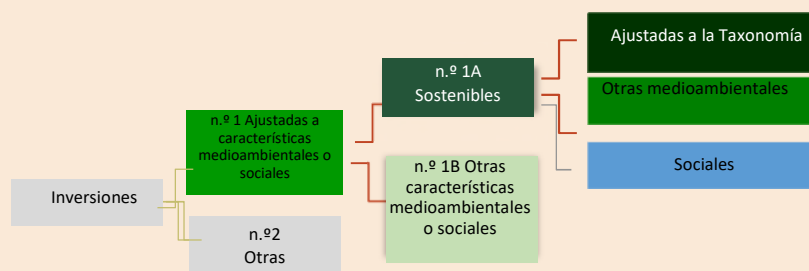 Inversiones
n.º 1 Ajustadas a
características
medioambientales o
sociales
n.º2
Otras
n.º 1A
Sostenibles
n.º 1B Otras
características
medioambientales
o sociales
Ajustadas a la Taxonomía
Otras medioambientales
Sociales